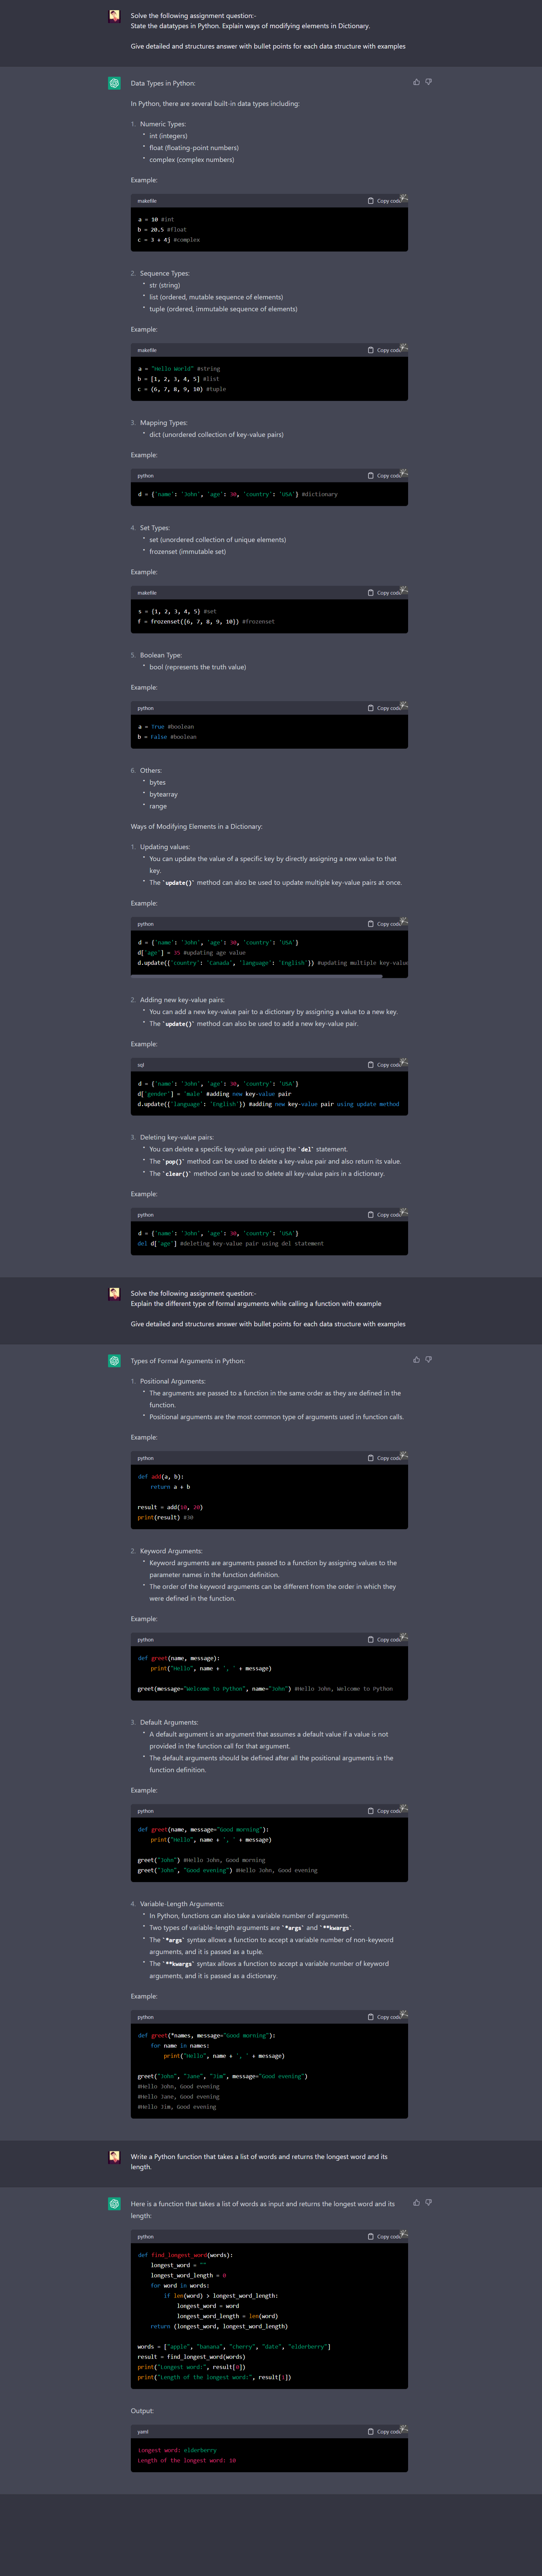 Solve the following assignment question:-
State the datatypes in Python. Explain ways of modifying elements in Dictionary.
Give detailed and structures answer with bullet points for each data structure with examples
Data Types in Python:
In Python, there are several built-in data types including:
1. Numeric Types:
• int (integers)
• float (floating-point numbers)
• complex (complex numbers)
Example:
makefile Copy code
a = 10 #int
b = 20.5 #float
c = 3 + 4j #complex
2. Sequence Types:
• str (string)
• list (ordered, mutable sequence of elements)
• tuple (ordered, immutable sequence of elements)
Example:
makefile Copy code
a = "Hello World" #string
b = [1, 2, 3, 4, 5] #list
c = (6, 7, 8, 9, 10) #tuple
3. Mapping Types:
• dict (unordered collection of key-value pairs)
Example:
python Copy code
d = {'name': 'John', 'age': 30, 'country': 'USA'} #dictionary
4. Set Types:
• set (unordered collection of unique elements)
• frozenset (immutable set)
Example:
makefile Copy code
s = {1, 2, 3, 4, 5} #set
f = frozenset({6, 7, 8, 9, 10}) #frozenset
5. Boolean Type:
• bool (represents the truth value)
Example:
python Copy code
a = True #boolean
b = False #boolean
6. Others:
• bytes
• bytearray
• range
Ways of Modifying Elements in a Dictionary:
1. Updating values:
• You can update the value of a specific key by directly assigning a new value to that
key.
• The `update()` method can also be used to update multiple key-value pairs at once.
Example:
python Copy code
d = {'name': 'John', 'age': 30, 'country': 'USA'}
d['age'] = 35 #updating age value
d.update({'country': 'Canada', 'language': 'English'}) #updating multiple key-value
2. Adding new key-value pairs:
• You can add a new key-value pair to a dictionary by assigning a value to a new key.
• The `update()` method can also be used to add a new key-value pair.
Example:
sql Copy code
d = {'name': 'John', 'age': 30, 'country': 'USA'}
d['gender'] = 'male' #adding new key-value pair
d.update({'language': 'English'}) #adding new key-value pair using update method
3. Deleting key-value pairs:
• You can delete a specific key-value pair using the `del` statement.
• The `pop()` method can be used to delete a key-value pair and also return its value.
• The `clear()` method can be used to delete all key-value pairs in a dictionary.
Example:
python Copy code
d = {'name': 'John', 'age': 30, 'country': 'USA'}
del d['age'] #deleting key-value pair using del statement
Solve the following assignment question:-
Explain the different type of formal arguments while calling a function with example
Give detailed and structures answer with bullet points for each data structure with examples
Types of Formal Arguments in Python:
1. Positional Arguments:
• The arguments are passed to a function in the same order as they are defined in the
function.
• Positional arguments are the most common type of arguments used in function calls.
Example:
python Copy code
def add(a, b):
return a + b
result = add(10, 20)
print(result) #30
2. Keyword Arguments:
• Keyword arguments are arguments passed to a function by assigning values to the
parameter names in the function definition.
• The order of the keyword arguments can be different from the order in which they
were defined in the function.
Example:
python Copy code
def greet(name, message):
print("Hello", name + ', ' + message)
greet(message="Welcome to Python", name="John") #Hello John, Welcome to Python
3. Default Arguments:
• A default argument is an argument that assumes a default value if a value is not
provided in the function call for that argument.
• The default arguments should be defined after all the positional arguments in the
function definition.
Example:
python Copy code
def greet(name, message="Good morning"):
print("Hello", name + ', ' + message)
greet("John") #Hello John, Good morning
greet("John", "Good evening") #Hello John, Good evening
4. Variable-Length Arguments:
• In Python, functions can also take a variable number of arguments.
• Two types of variable-length arguments are `*args` and `**kwargs`.
• The `*args` syntax allows a function to accept a variable number of non-keyword
arguments, and it is passed as a tuple.
• The `**kwargs` syntax allows a function to accept a variable number of keyword
arguments, and it is passed as a dictionary.
Example:
python Copy code
def greet(*names, message="Good morning"):
for name in names:
print("Hello", name + ', ' + message)
greet("John", "Jane", "Jim", message="Good evening")
#Hello John, Good evening
#Hello Jane, Good evening
#Hello Jim, Good evening
Write a Python function that takes a list of words and returns the longest word and its
length.
Here is a function that takes a list of words as input and returns the longest word and its
length:
python Copy code
def find_longest_word(words):
longest_word = ""
longest_word_length = 0
for word in words:
if len(word) > longest_word_length:
longest_word = word
longest_word_length = len(word)
return (longest_word, longest_word_length)
words = ["apple", "banana", "cherry", "date", "elderberry"]
result = find_longest_word(words)
print("Longest word:", result[0])
print("Length of the longest word:", result[1])
Output:
yaml Copy code
Longest word: elderberry
Length of the longest word: 10